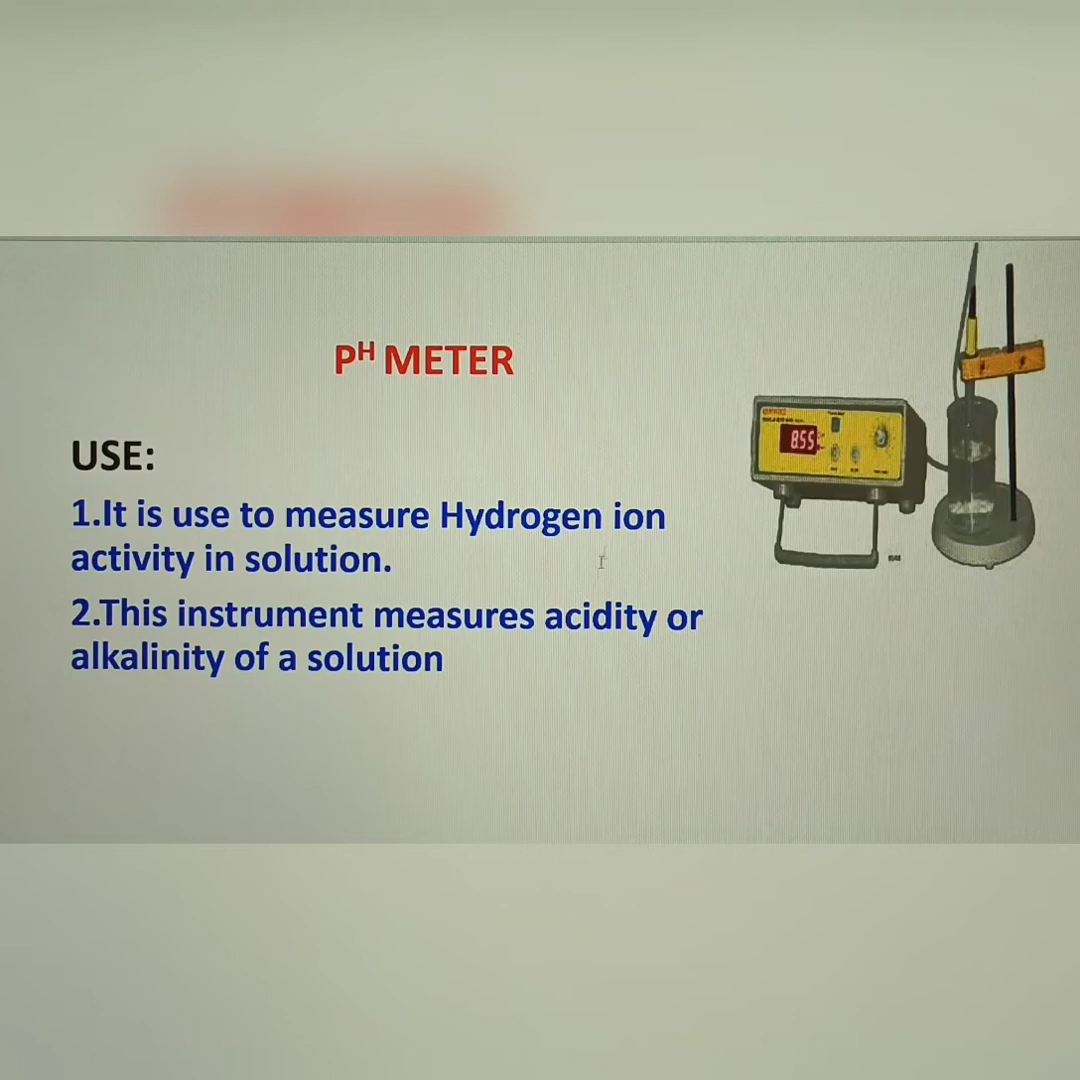 Pᴴ METER
855
USE:
1.It is use to measure Hydrogen ion
activity in solution.
2.This instrument measures acidity or
alkalinity of a solution